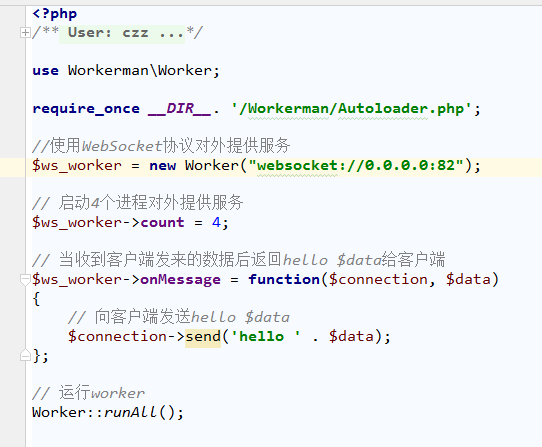 <?php
/** User: czz ...*/
use Workerman\Worker;
require_once __DIR__. '/Workerman/Autoloader.php';
//使用WebSocket协议对外提供服务
$ws_worker = new Worker("websocket://0.0.0.0:82");
// 启动4个进程对外提供服务
$ws_worker->count = 4;
// 当收到客户端发来的数据后返回hello $data给客户端
$ws_worker->onMessage = function($connection, $data)
{
// 向客户端发送hello $data
$connection->send('hello ' . $data);
};
// 运行worker
Worker::runAll();